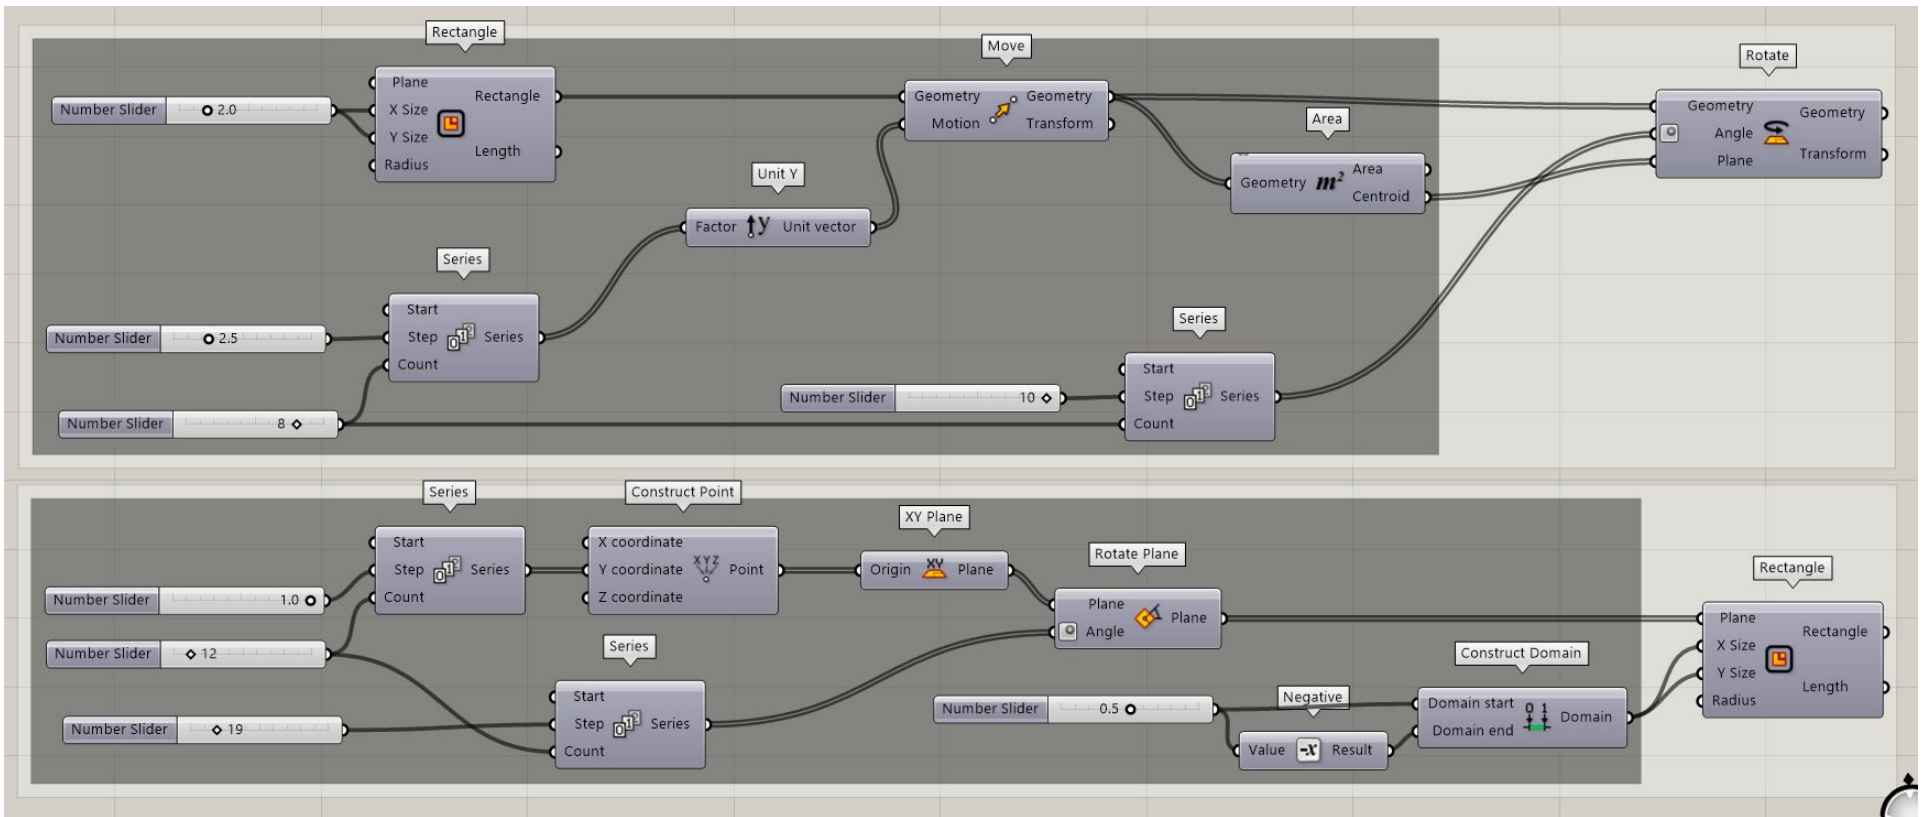 Rectangle
Plane
X Size
Y Size
Radius
Rectangle
Length
Number Slider 2.0
Move
Geometry
Motion
Geometry
Transform
Rotate
Geometry
Angle
Plane
Geometry
Transform
Area
Geometry m²
Area
Centroid
Unit Y
Factor y Unit vector
Series
Start
Step
Count
Series
Number Slider 2.5
Number Slider 8
Series
Start
Step
Count
Series
Number Slider 10
Series
Start
Step
Count
Series
Number Slider 1.0
Number Slider 12
Construct Point
X coordinate
Y coordinate
Z coordinate
XYZ
Point
XY Plane
Origin XY Plane
Rotate Plane
Plane
Angle
Plane
Series
Start
Step
Count
Series
Number Slider 19
Number Slider 0.5
Negative
Value -x Result
Construct Domain
Domain start
Domain end
0 1
Domain
Rectangle
Plane
X Size
Y Size
Radius
Rectangle
Length